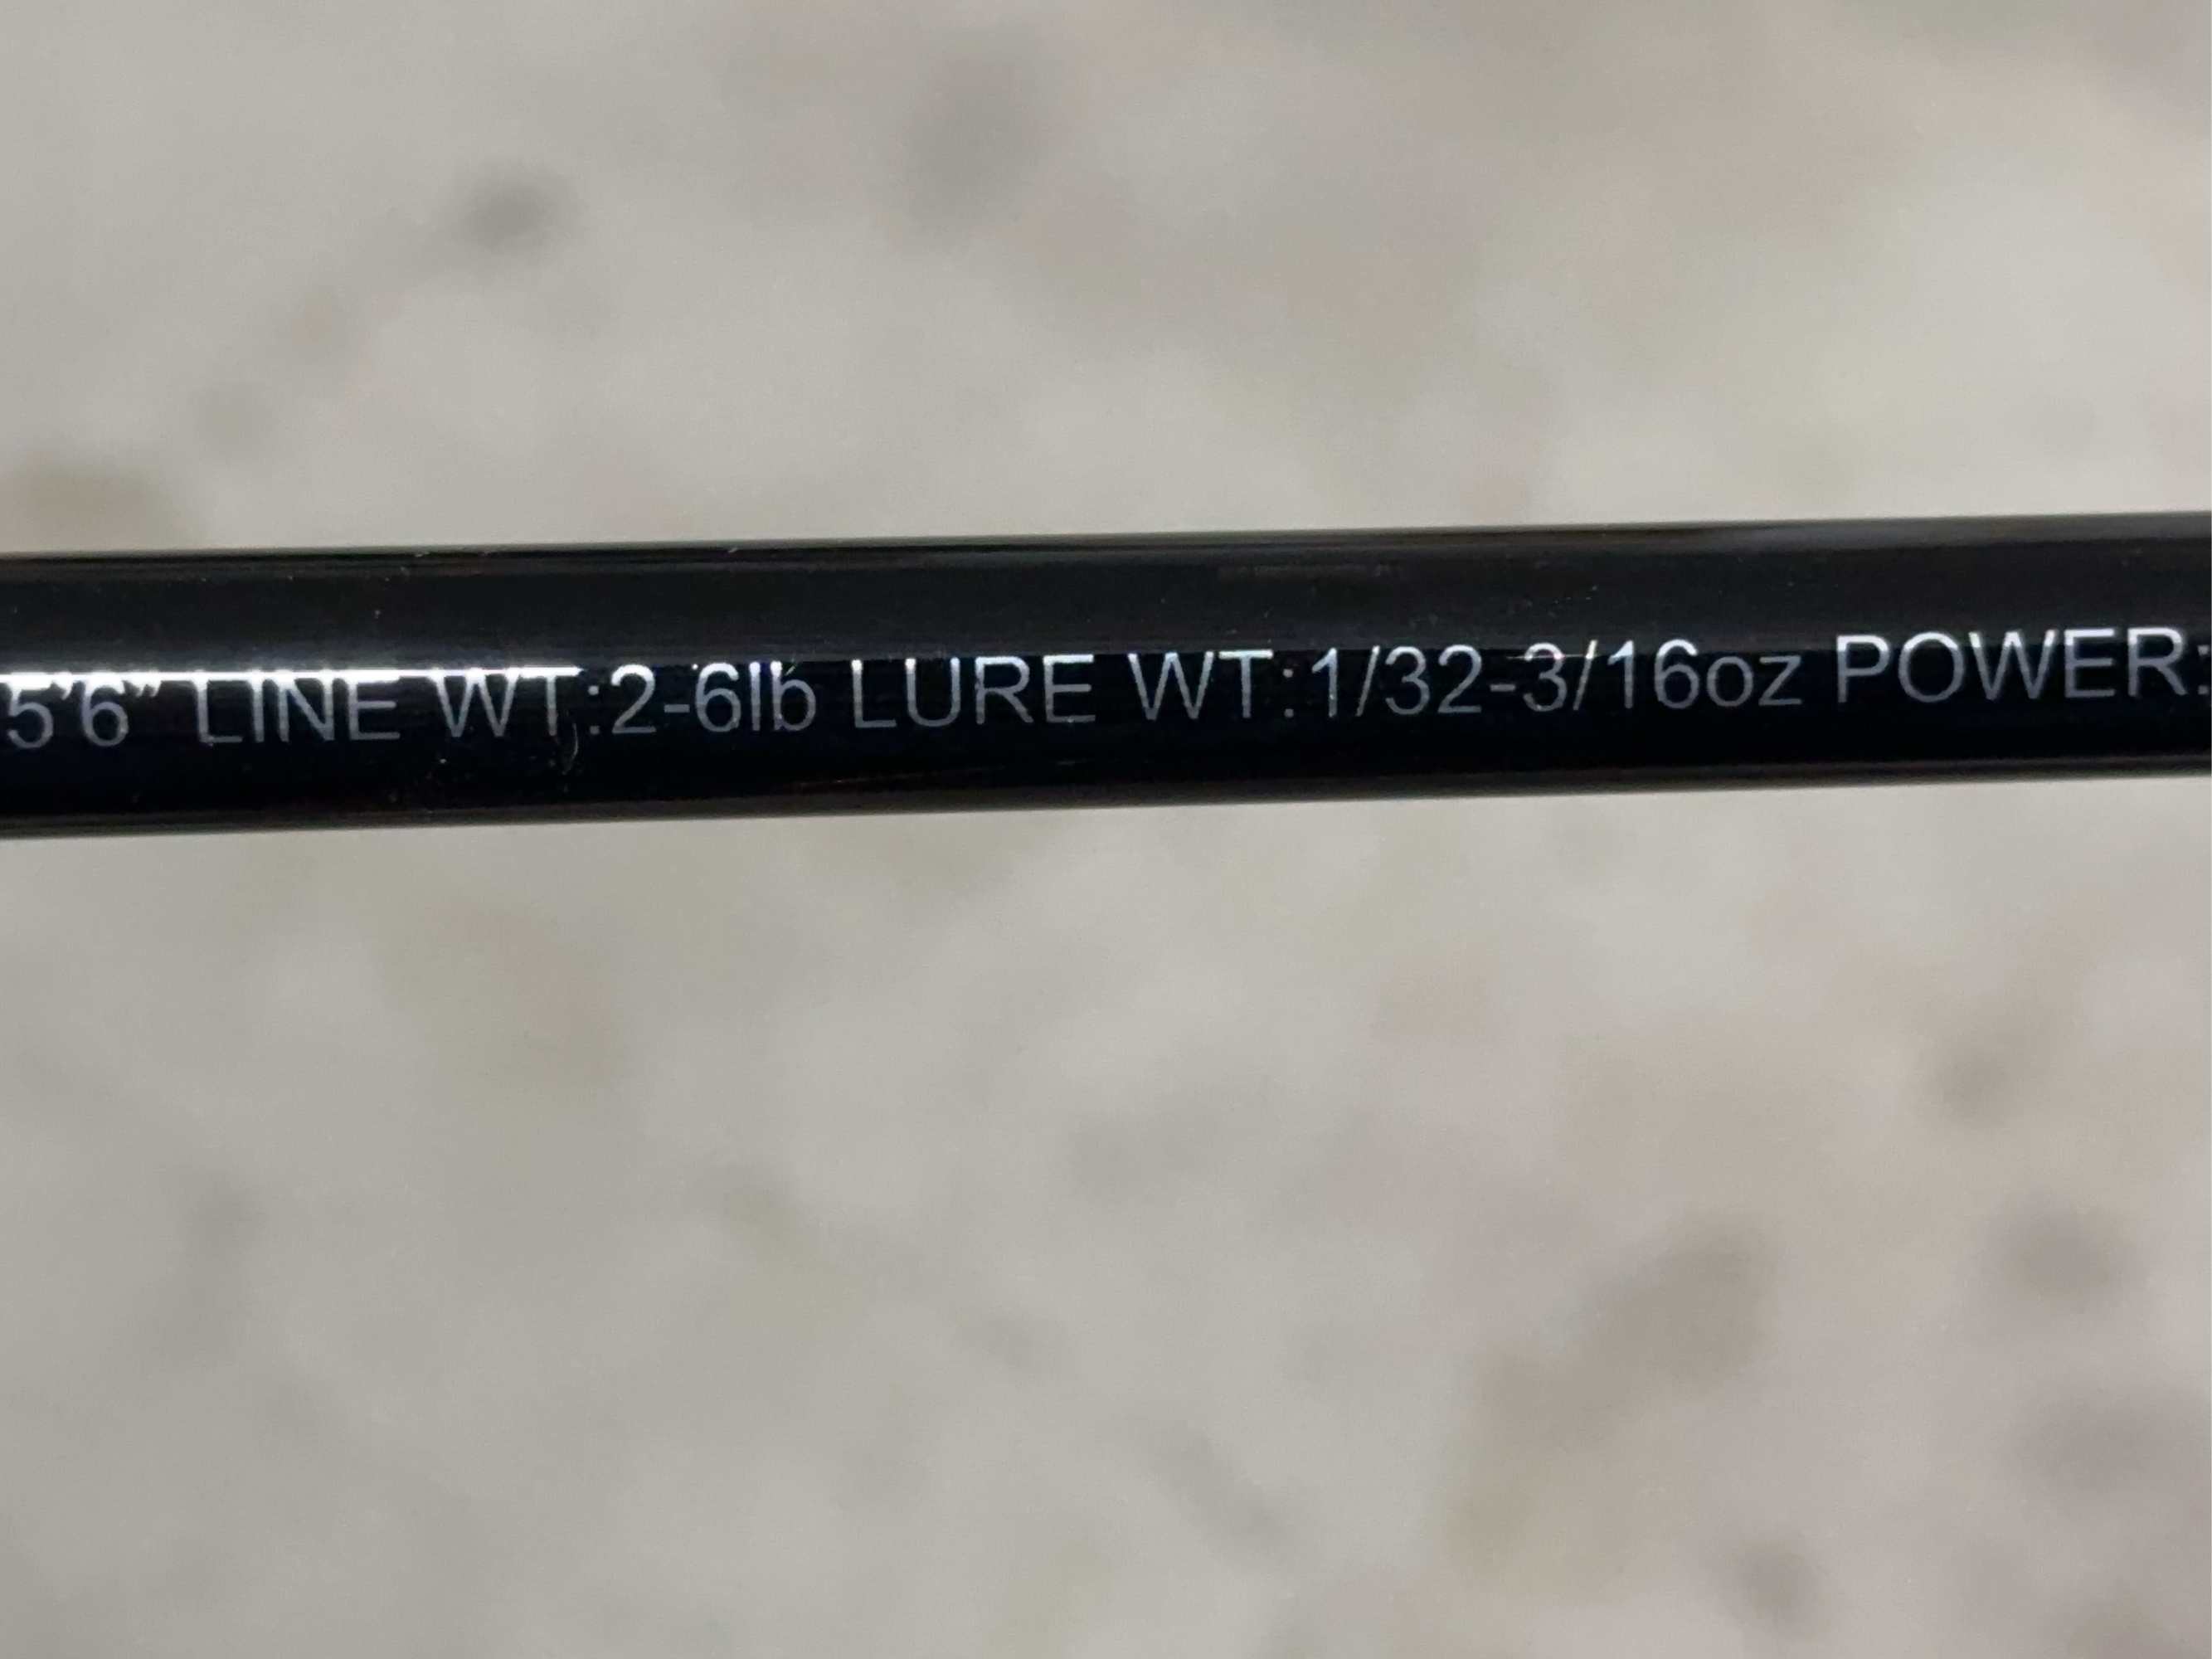 5’6” LINE WT:2-6lb LURE WT:1/32-3/16oz POWER: